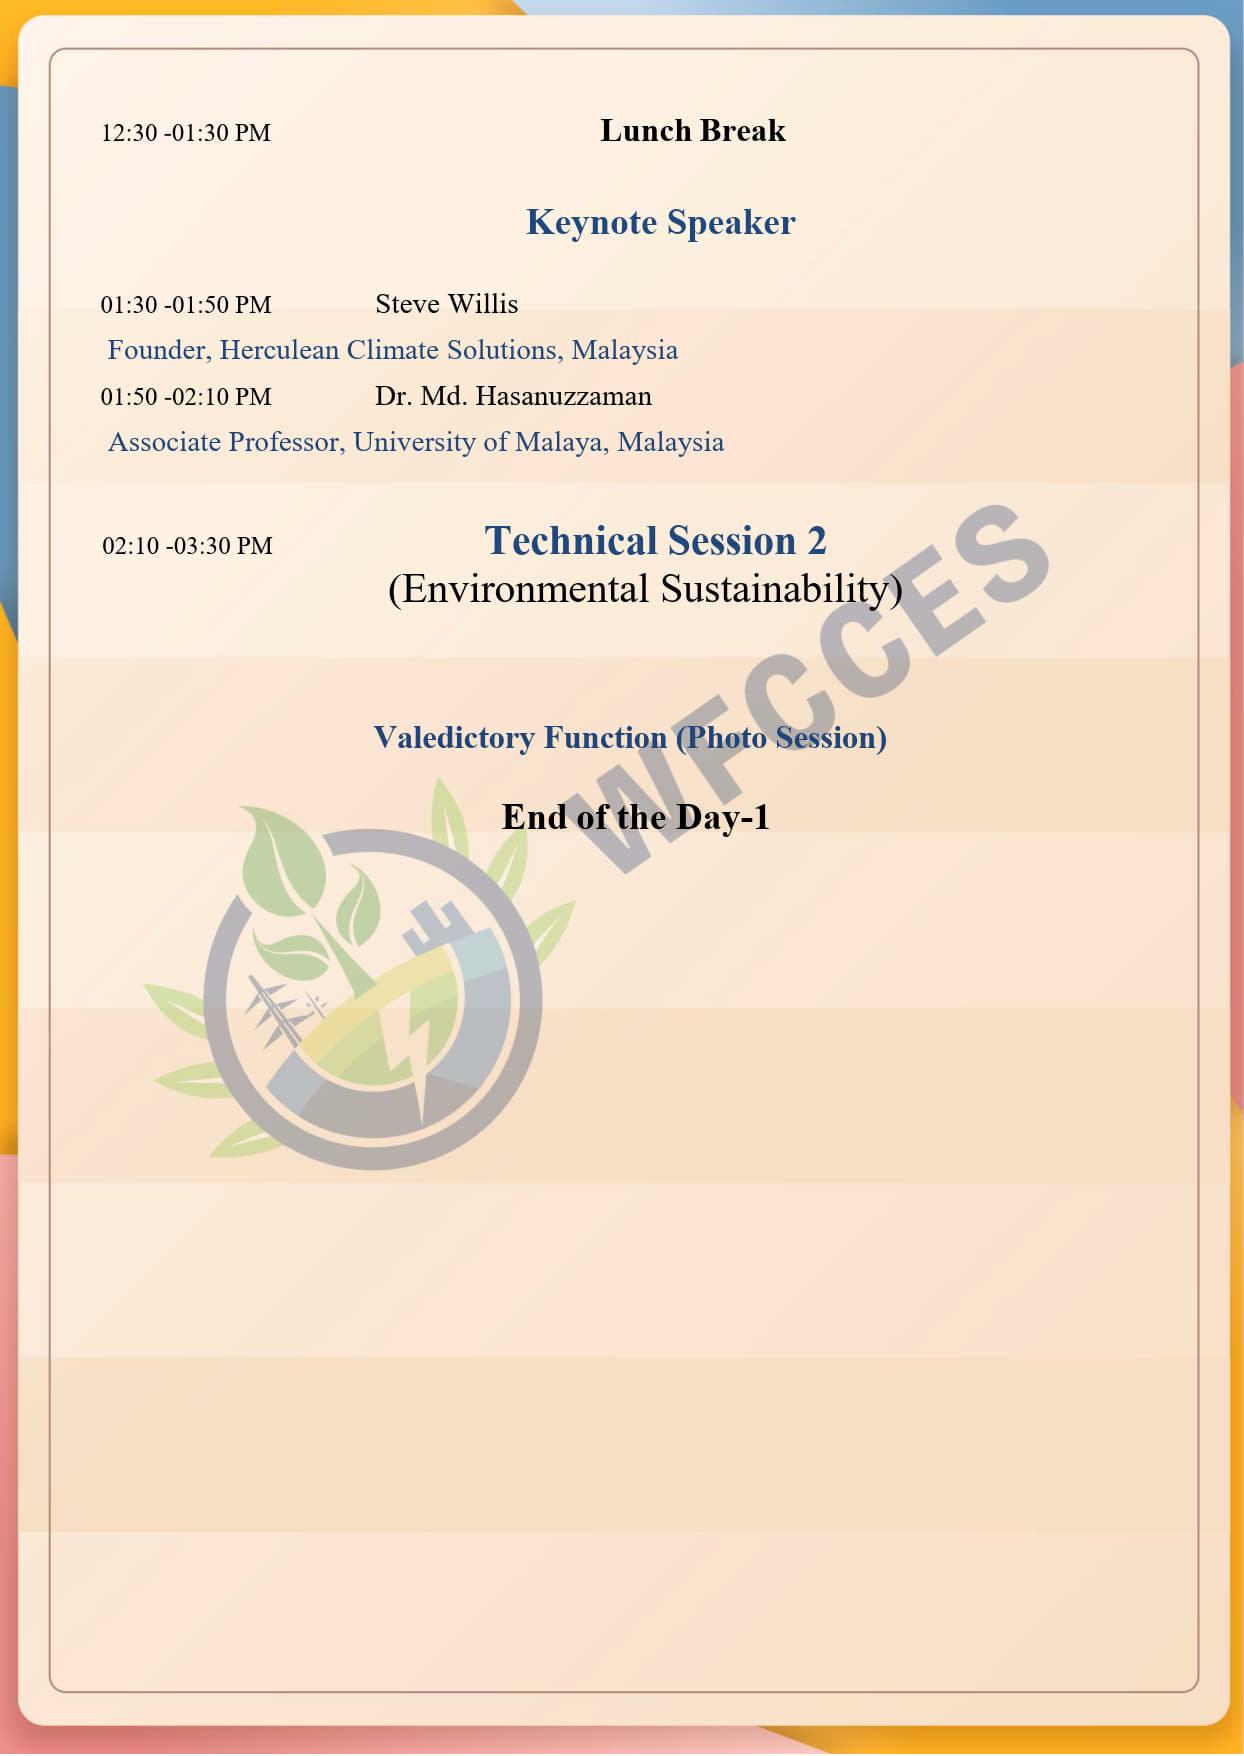 12:30 -01:30 PM Lunch Break
Keynote Speaker
01:30 -01:50 PM Steve Willis
Founder, Herculean Climate Solutions, Malaysia
01:50 -02:10 PM Dr. Md. Hasanuzzaman
Associate Professor, University of Malaya, Malaysia
02:10 -03:30 PM Technical Session 2
(Environmental Sustainability)
Valedictory Function (Photo Session)
End of the Day-1
WFCCES